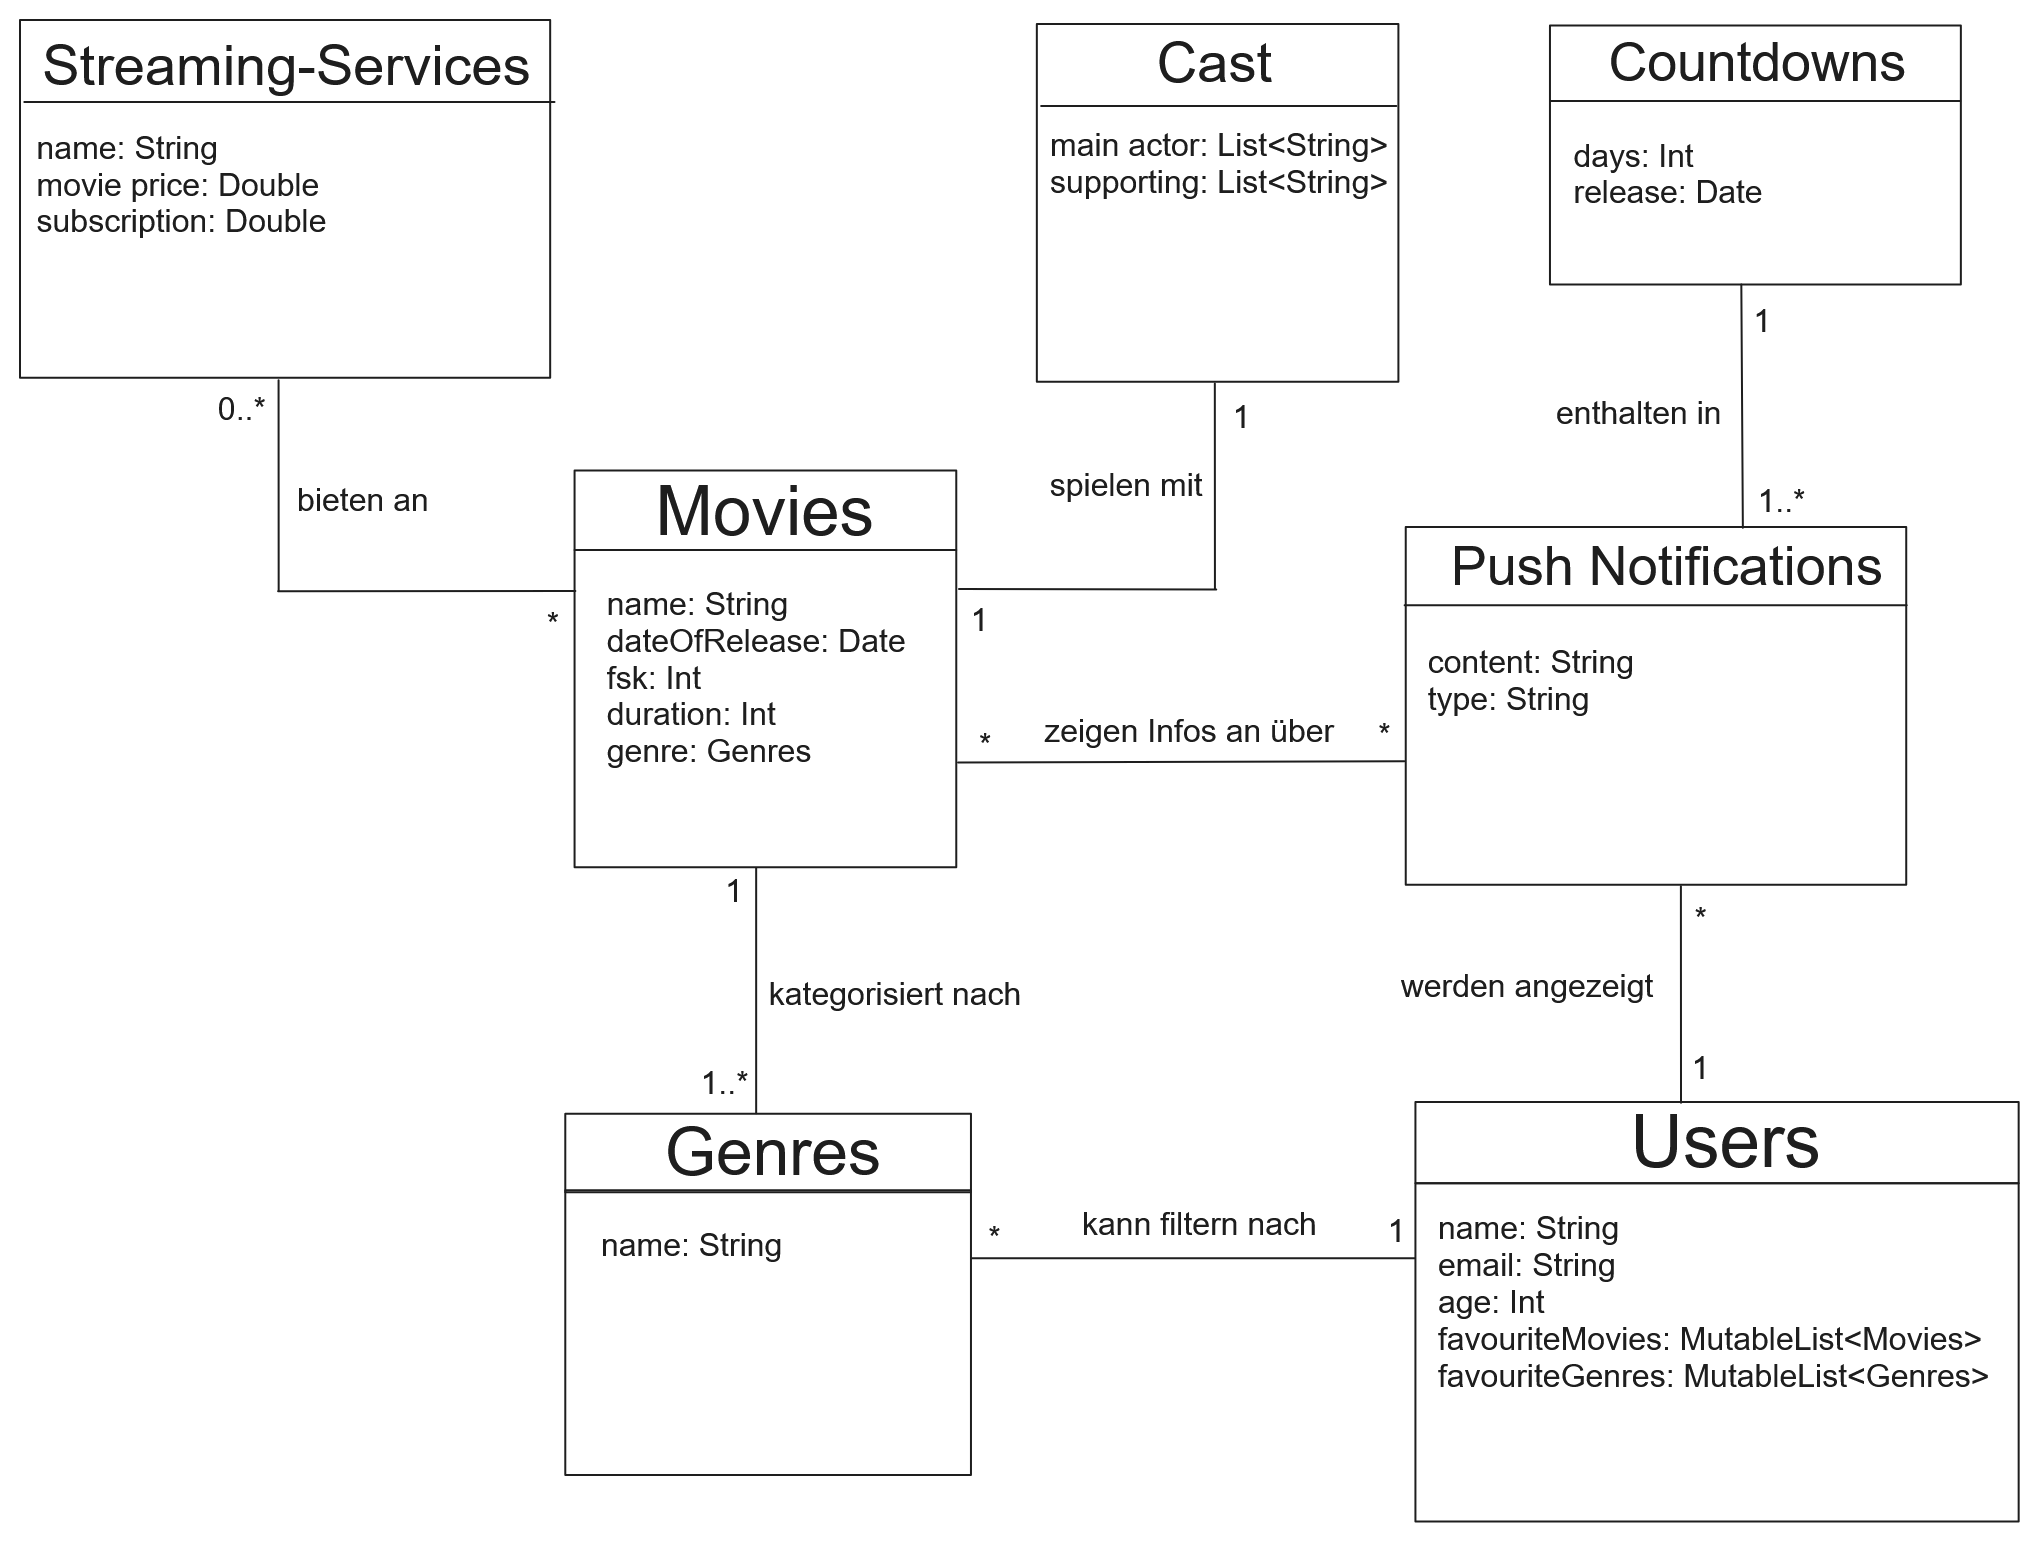 Streaming-Services
name: String
movie price: Double
subscription: Double
Cast
main actor: List<String>
supporting: List<String>
Countdowns
days: Int
release: Date
0..*
bieten an
*
1
spielen mit
1
1
enthalten in
1..*
Movies
name: String
dateOfRelease: Date
fsk: Int
duration: Int
genre: Genres
Push Notifications
content: String
type: String
*
zeigen Infos an über
*
1
kategorisiert nach
1..*
*
werden angezeigt
1
Genres
name: String
*
kann filtern nach
1
Users
name: String
email: String
age: Int
favouriteMovies: MutableList<Movies>
favouriteGenres: MutableList<Genres>